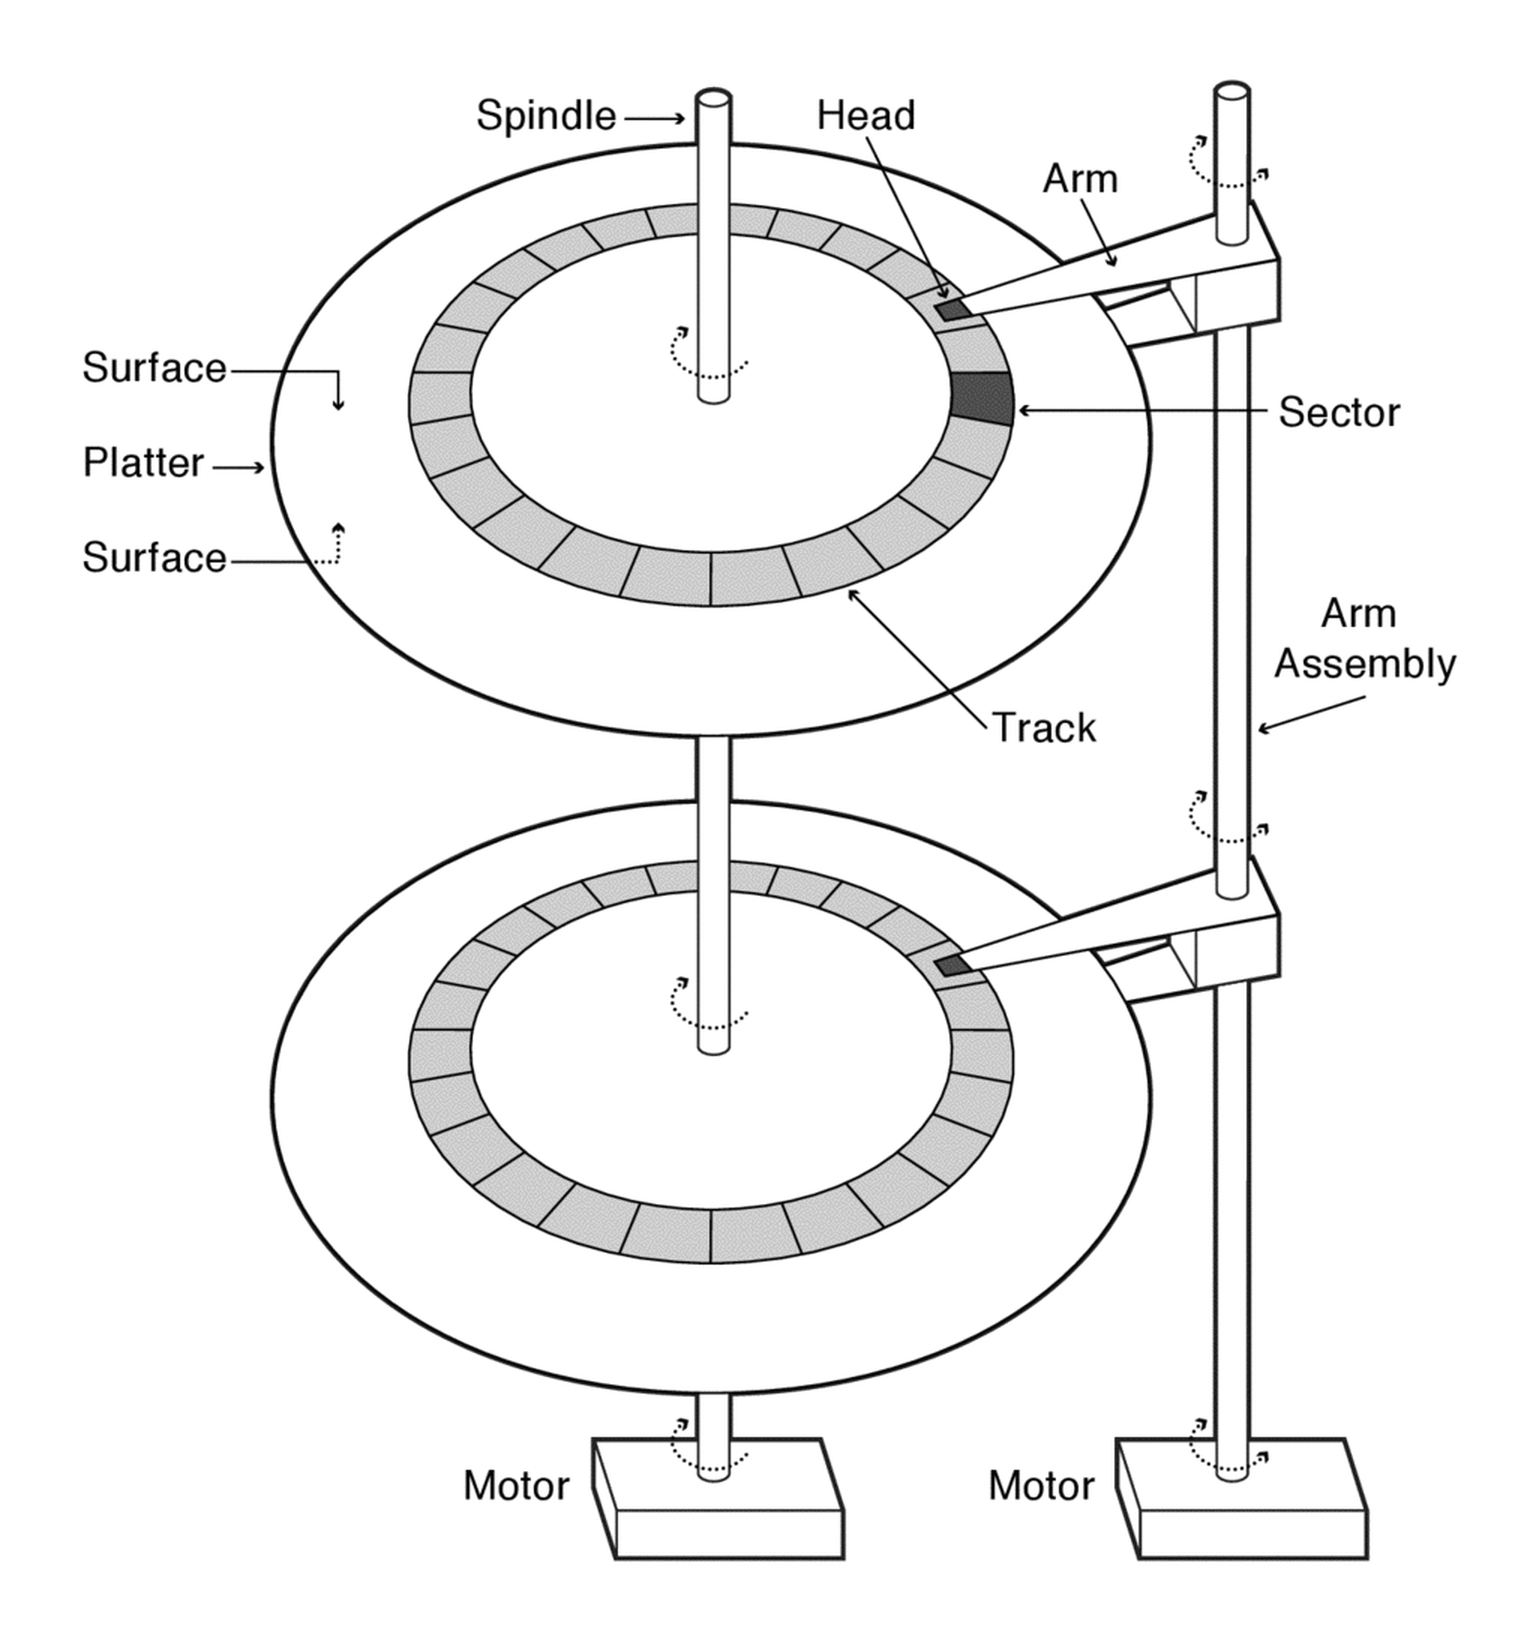 Spindle
Head
Arm
Surface
Sector
Platter
Surface
Arm
Assembly
Track
Motor
Motor